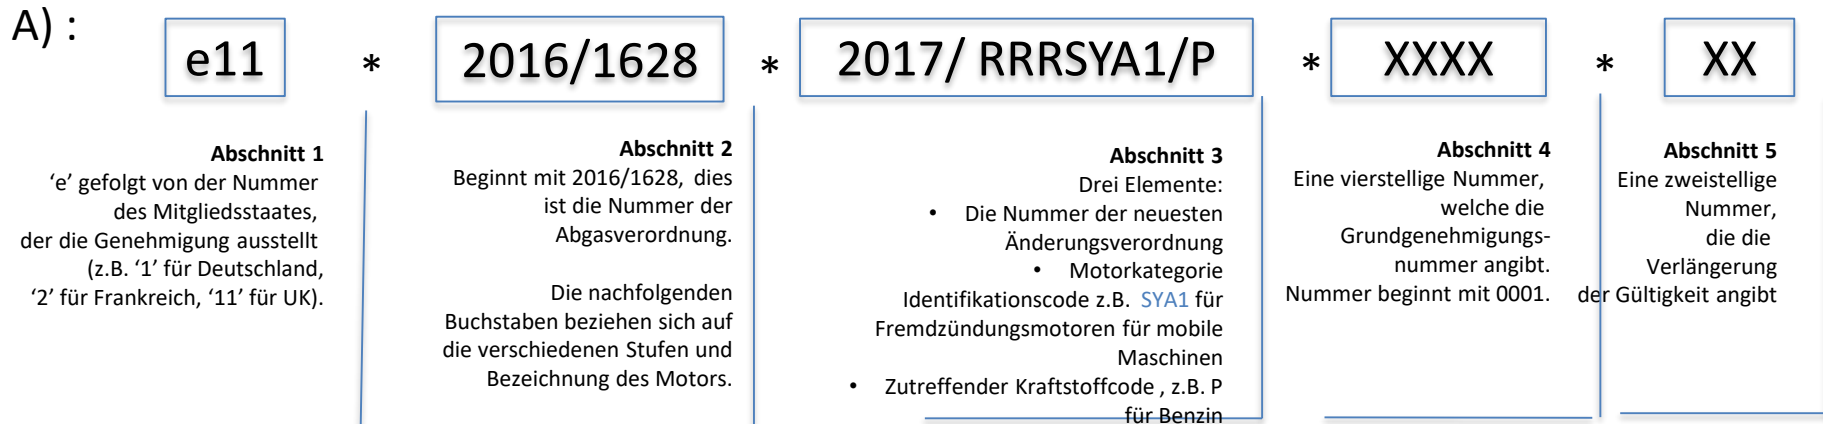 A) :
e11 * 2016/1628 * 2017/ RRRSYA1/P * XXXX * XX
Abschnitt 1
‘e’ gefolgt von der Nummer
des Mitgliedsstaates,
der die Genehmigung ausstellt
(z.B. ‘1’ für Deutschland,
‘2’ für Frankreich, ‘11’ für UK).
Abschnitt 2
Beginnt mit 2016/1628, dies
ist die Nummer der
Abgasverordnung.
Die nachfolgenden
Buchstaben beziehen sich auf
die verschiedenen Stufen und
Bezeichnung des Motors.
Abschnitt 3
Drei Elemente:
• Die Nummer der neuesten
Änderungsverordnung
• Motorkategorie
Identifikationscode z.B. SYA1 für
Fremdzündungsmotoren für mobile
Maschinen
• Zutreffender Kraftstoffcode , z.B. P
für Benzin
Abschnitt 4
Eine vierstellige Nummer,
welche die
Grundgenehmigungs-
nummer angibt.
Nummer beginnt mit 0001.
Abschnitt 5
Eine zweistellige
Nummer,
die die
Verlängerung
der Gültigkeit angibt